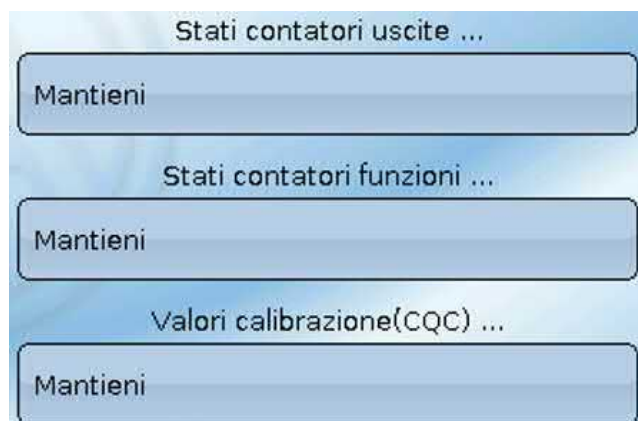 Stati contatori uscite ...
Mantieni
Stati contatori funzioni ...
Mantieni
Valori calibrazione(CQC) ...
Mantieni